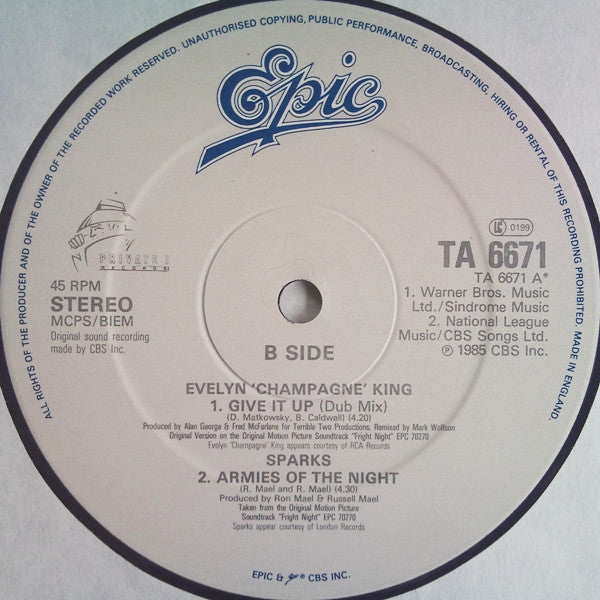 ALL RIGHTS OF THE PRODUCER AND OF THE OWNER OF THE RECORDED WORK RESERVED. UNAUTHORISED COPYING, PUBLIC PERFORMANCE, BROADCASTING, HIRING OR RENTAL OF THIS RECORDING PROHIBITED. MADE IN ENGLAND.
Epic
PRIVATE I
RECORDS
45 RPM
STEREO
MCPS/BIEM
Original sound recording
made by CBS Inc.
LC 0199
TA 6671
TA 6671 A*
1. Warner Bros. Music
Ltd./Sindrome Music
2. National League
Music/CBS Songs Ltd.
℗ 1985 CBS Inc.
B SIDE
EVELYN 'CHAMPAGNE' KING
1. GIVE IT UP (Dub Mix)
(D. Matkowsky, B. Caldwell) (4.20)
Produced by Alan George & Fred McFarlane for Terrible Two Productions. Remixed by Mark Wolfson
Original Version on the Original Motion Picture Soundtrack "Fright Night" EPC 70270
Evelyn 'Champagne' King appears courtesy of RCA Records
SPARKS
2. ARMIES OF THE NIGHT
(R. Mael and R. Mael) (4.30)
Produced by Ron Mael & Russell Mael
Taken from the Original Motion Picture
Soundtrack "Fright Night" EPC 70270
Sparks appear courtesy of London Records
EPIC & ® CBS INC.